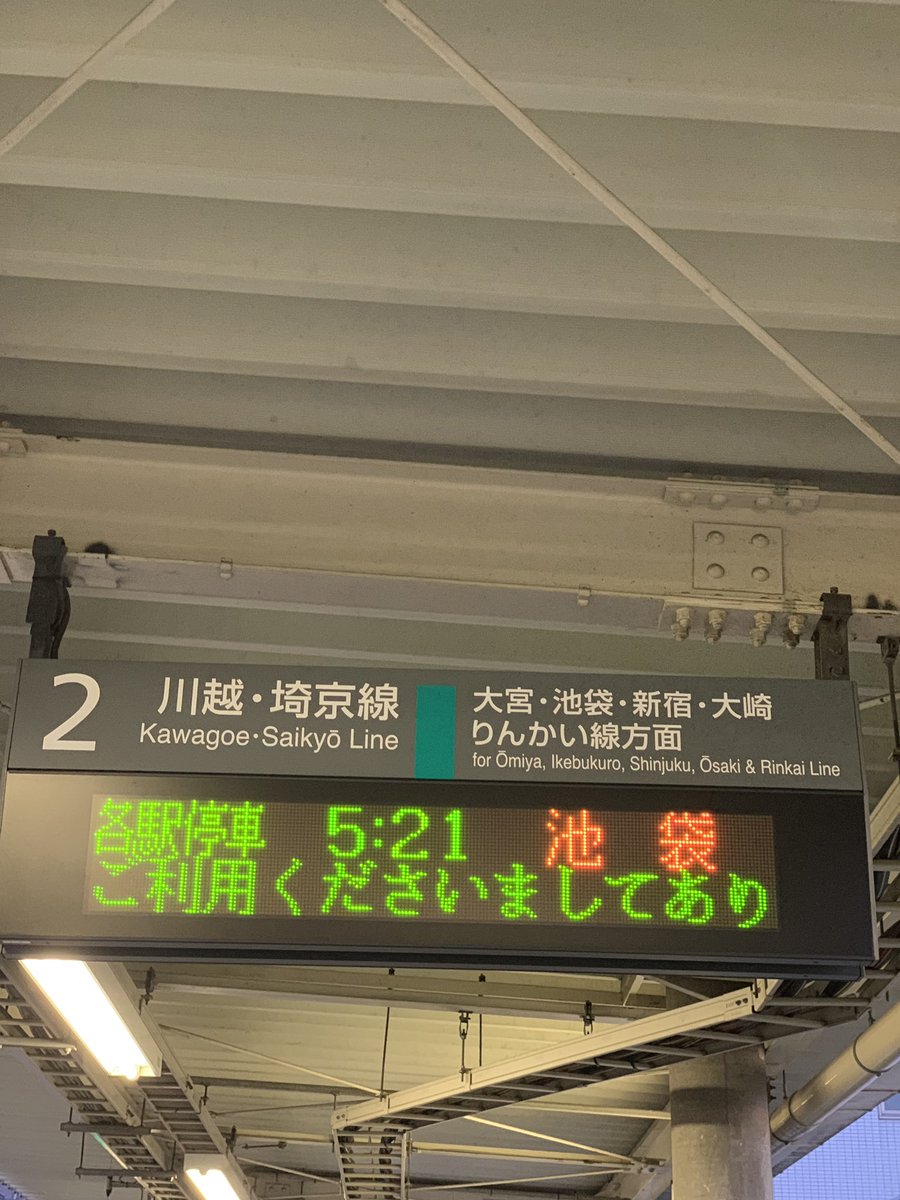 2
川越・埼京線
Kawagoe・Saikyō Line
大宮・池袋・新宿・大崎
りんかい線方面
for Ōmiya, Ikebukuro, Shinjuku, Ōsaki & Rinkai Line
各駅停車 5:21 池 袋
ご利用くださいましてあり